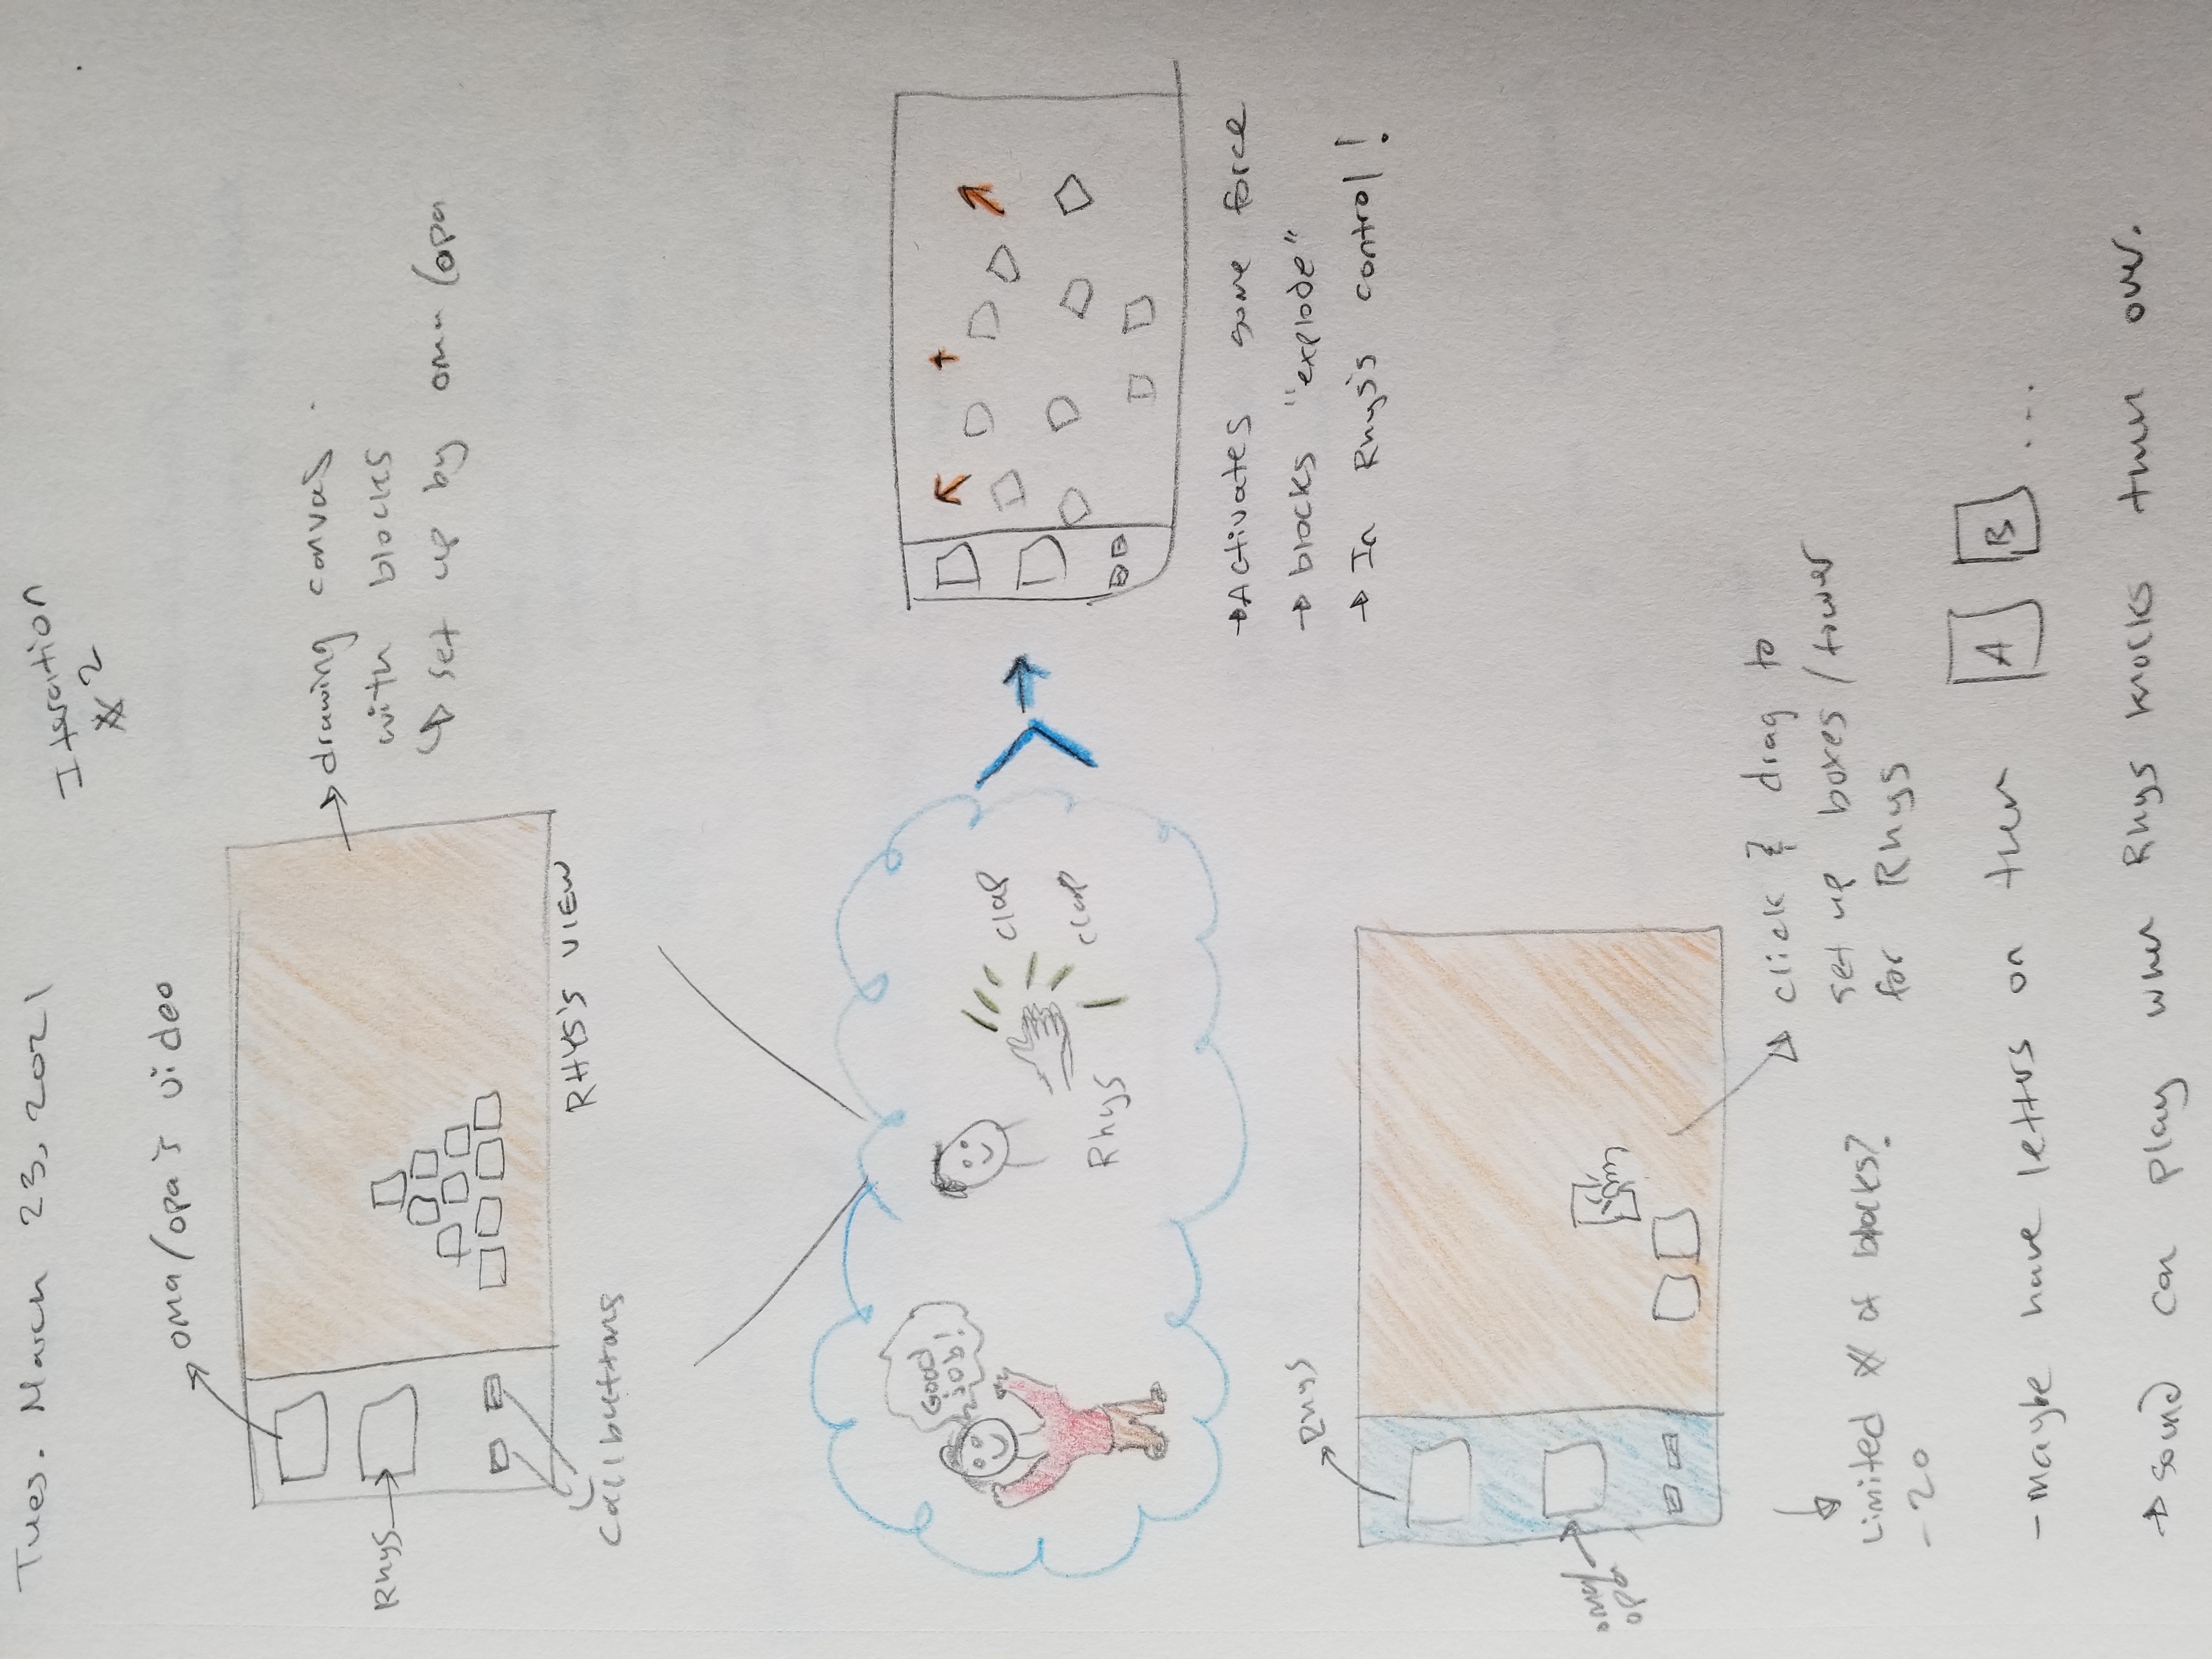 Tues. March 23, 2021
Iteration
#2
oma/opa's video
Rhys
drawing canvas
with blocks
set up by oma/opa
RHYS'S VIEW
Call buttons
Good
job!
Rhys
clap
clap
Activates some force
blocks "explode"
In Rhys's control!
Rhys
oma/
opa
click & drag to
set up boxes/tower
for Rhys
Limited # of blocks?
-20
-maybe have letters on them A B ...
sound can play when Rhys knocks them over.